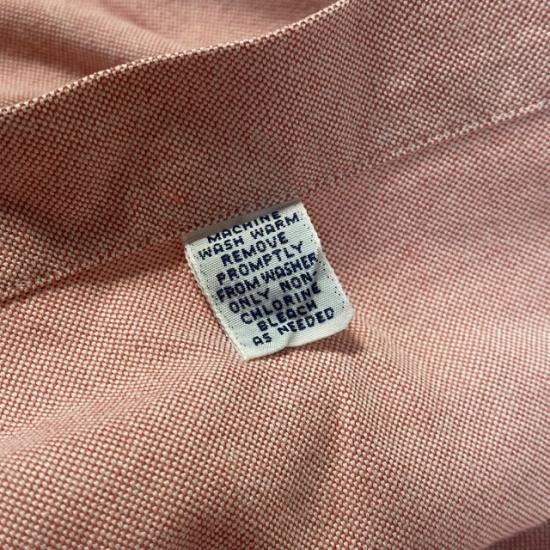 MACHINE
WASH WARM
REMOVE
PROMPTLY
FROM WASHER
ONLY NON
CHLORINE
BLEACH
AS NEEDED